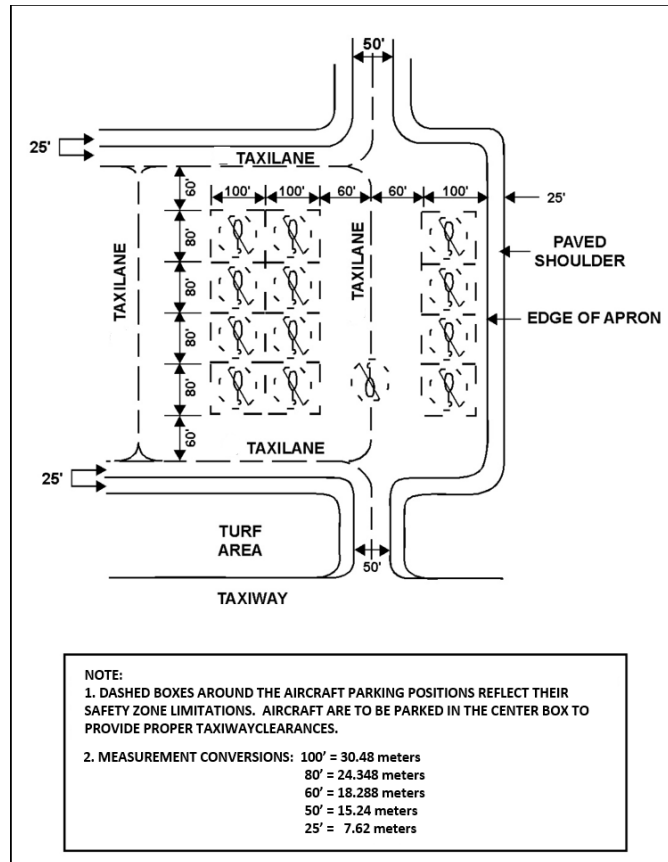 50'
25'
TAXILANE
60'
100'
100'
60'
60'
100'
25'
80'
80'
80'
80'
60'
TAXILANE
TAXILANE
PAVED
SHOULDER
EDGE OF APRON
TAXILANE
25'
TURF
AREA
50'
TAXIWAY
NOTE:
1. DASHED BOXES AROUND THE AIRCRAFT PARKING POSITIONS REFLECT THEIR
SAFETY ZONE LIMITATIONS. AIRCRAFT ARE TO BE PARKED IN THE CENTER BOX TO
PROVIDE PROPER TAXIWAYCLEARANCES.
2. MEASUREMENT CONVERSIONS: 100' = 30.48 meters
80' = 24.348 meters
60' = 18.288 meters
50' = 15.24 meters
25' = 7.62 meters